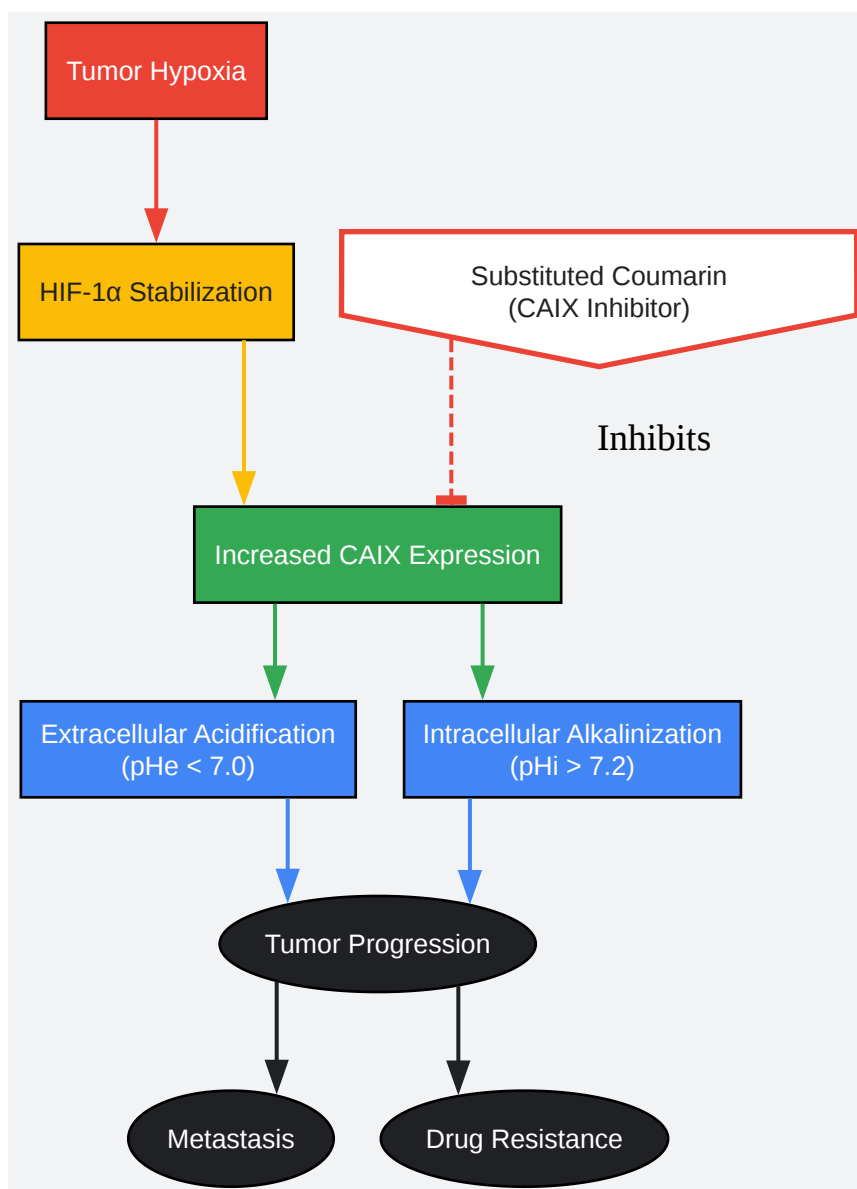 Tumor Hypoxia
HIF-1α Stabilization
Substituted Coumarin
(CAIX Inhibitor)
Inhibits
Increased CAIX Expression
Extracellular Acidification
(pHe < 7.0)
Intracellular Alkalinization
(pHi > 7.2)
Tumor Progression
Metastasis
Drug Resistance